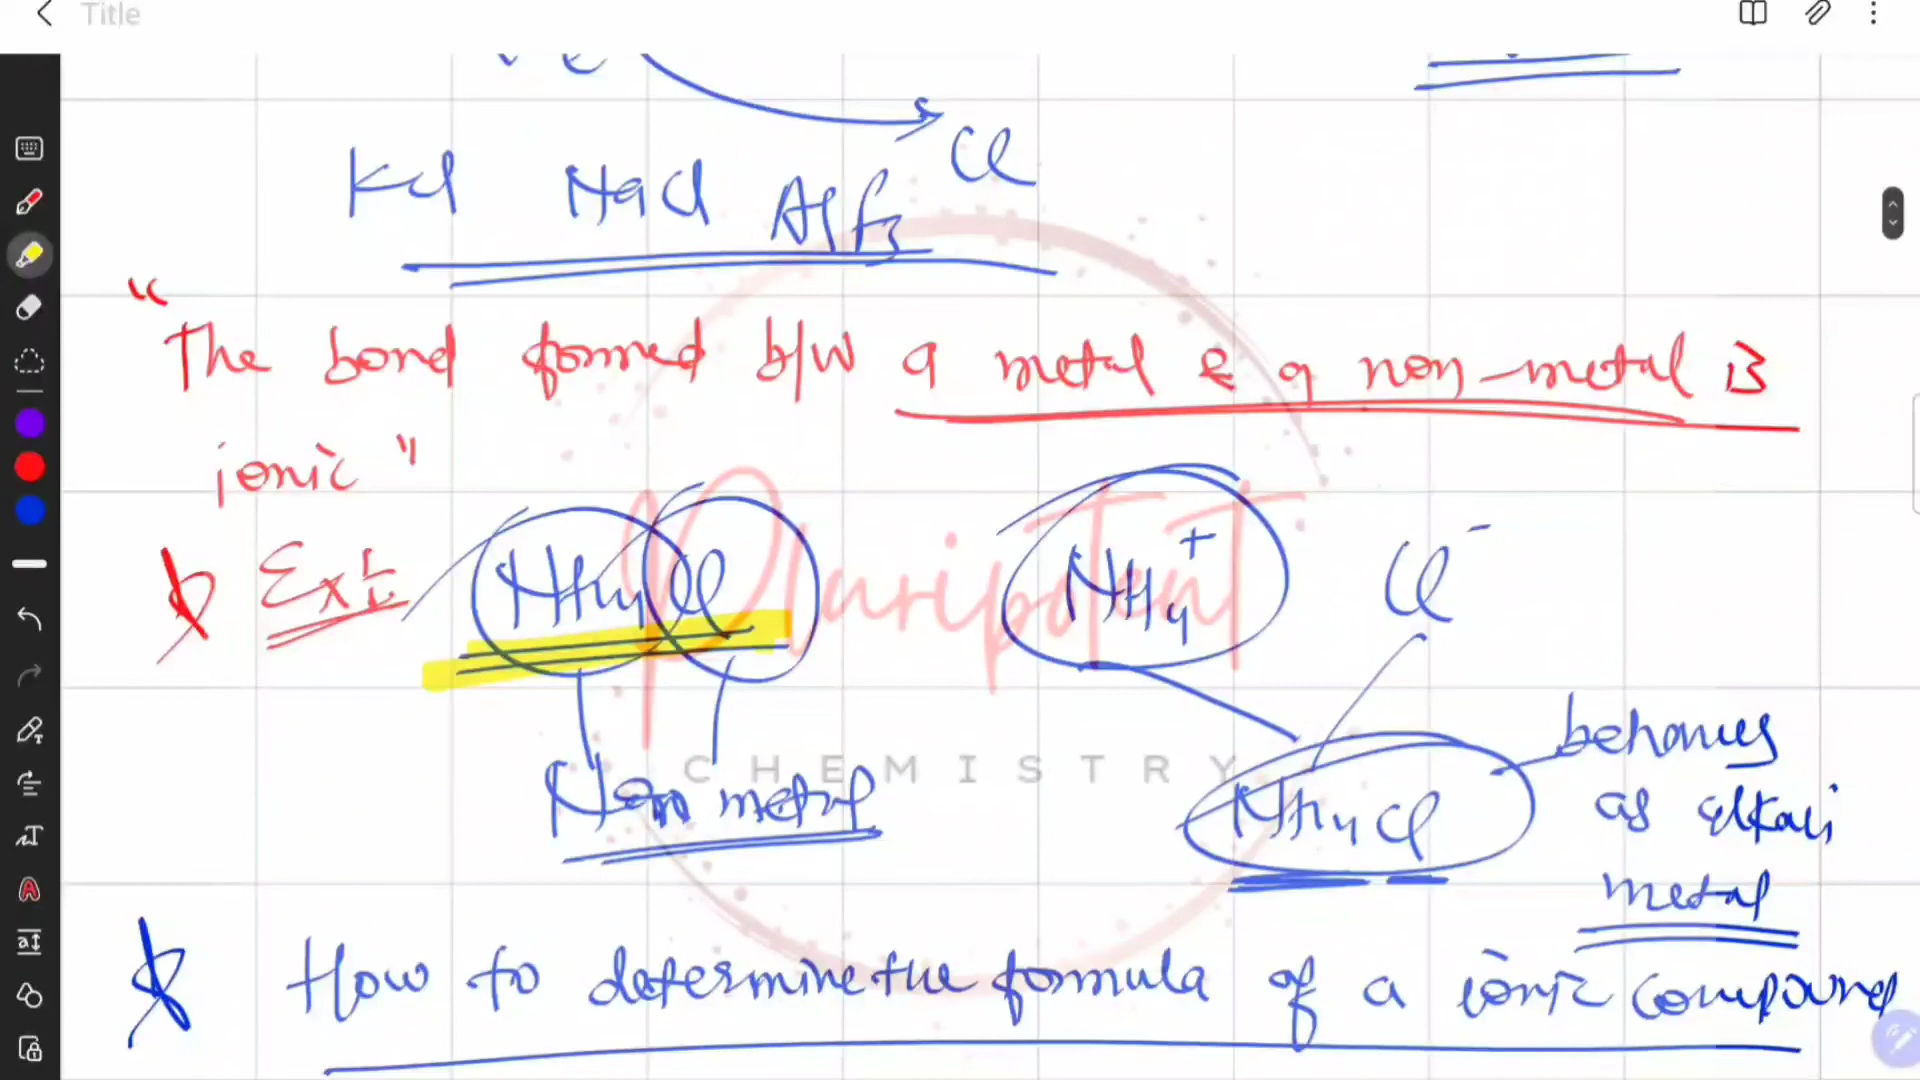 Title
Cl
KCl NaCl AlF3
"The bond formed b/w a metal & a non-metal is
ionic"
Ex:- NH4Cl NH4+ Cl-
PluripoTenT
CHEMISTRY
Non metal
NH4Cl
behaves
as alkali
metal
How to determine the formula of a ionic compound